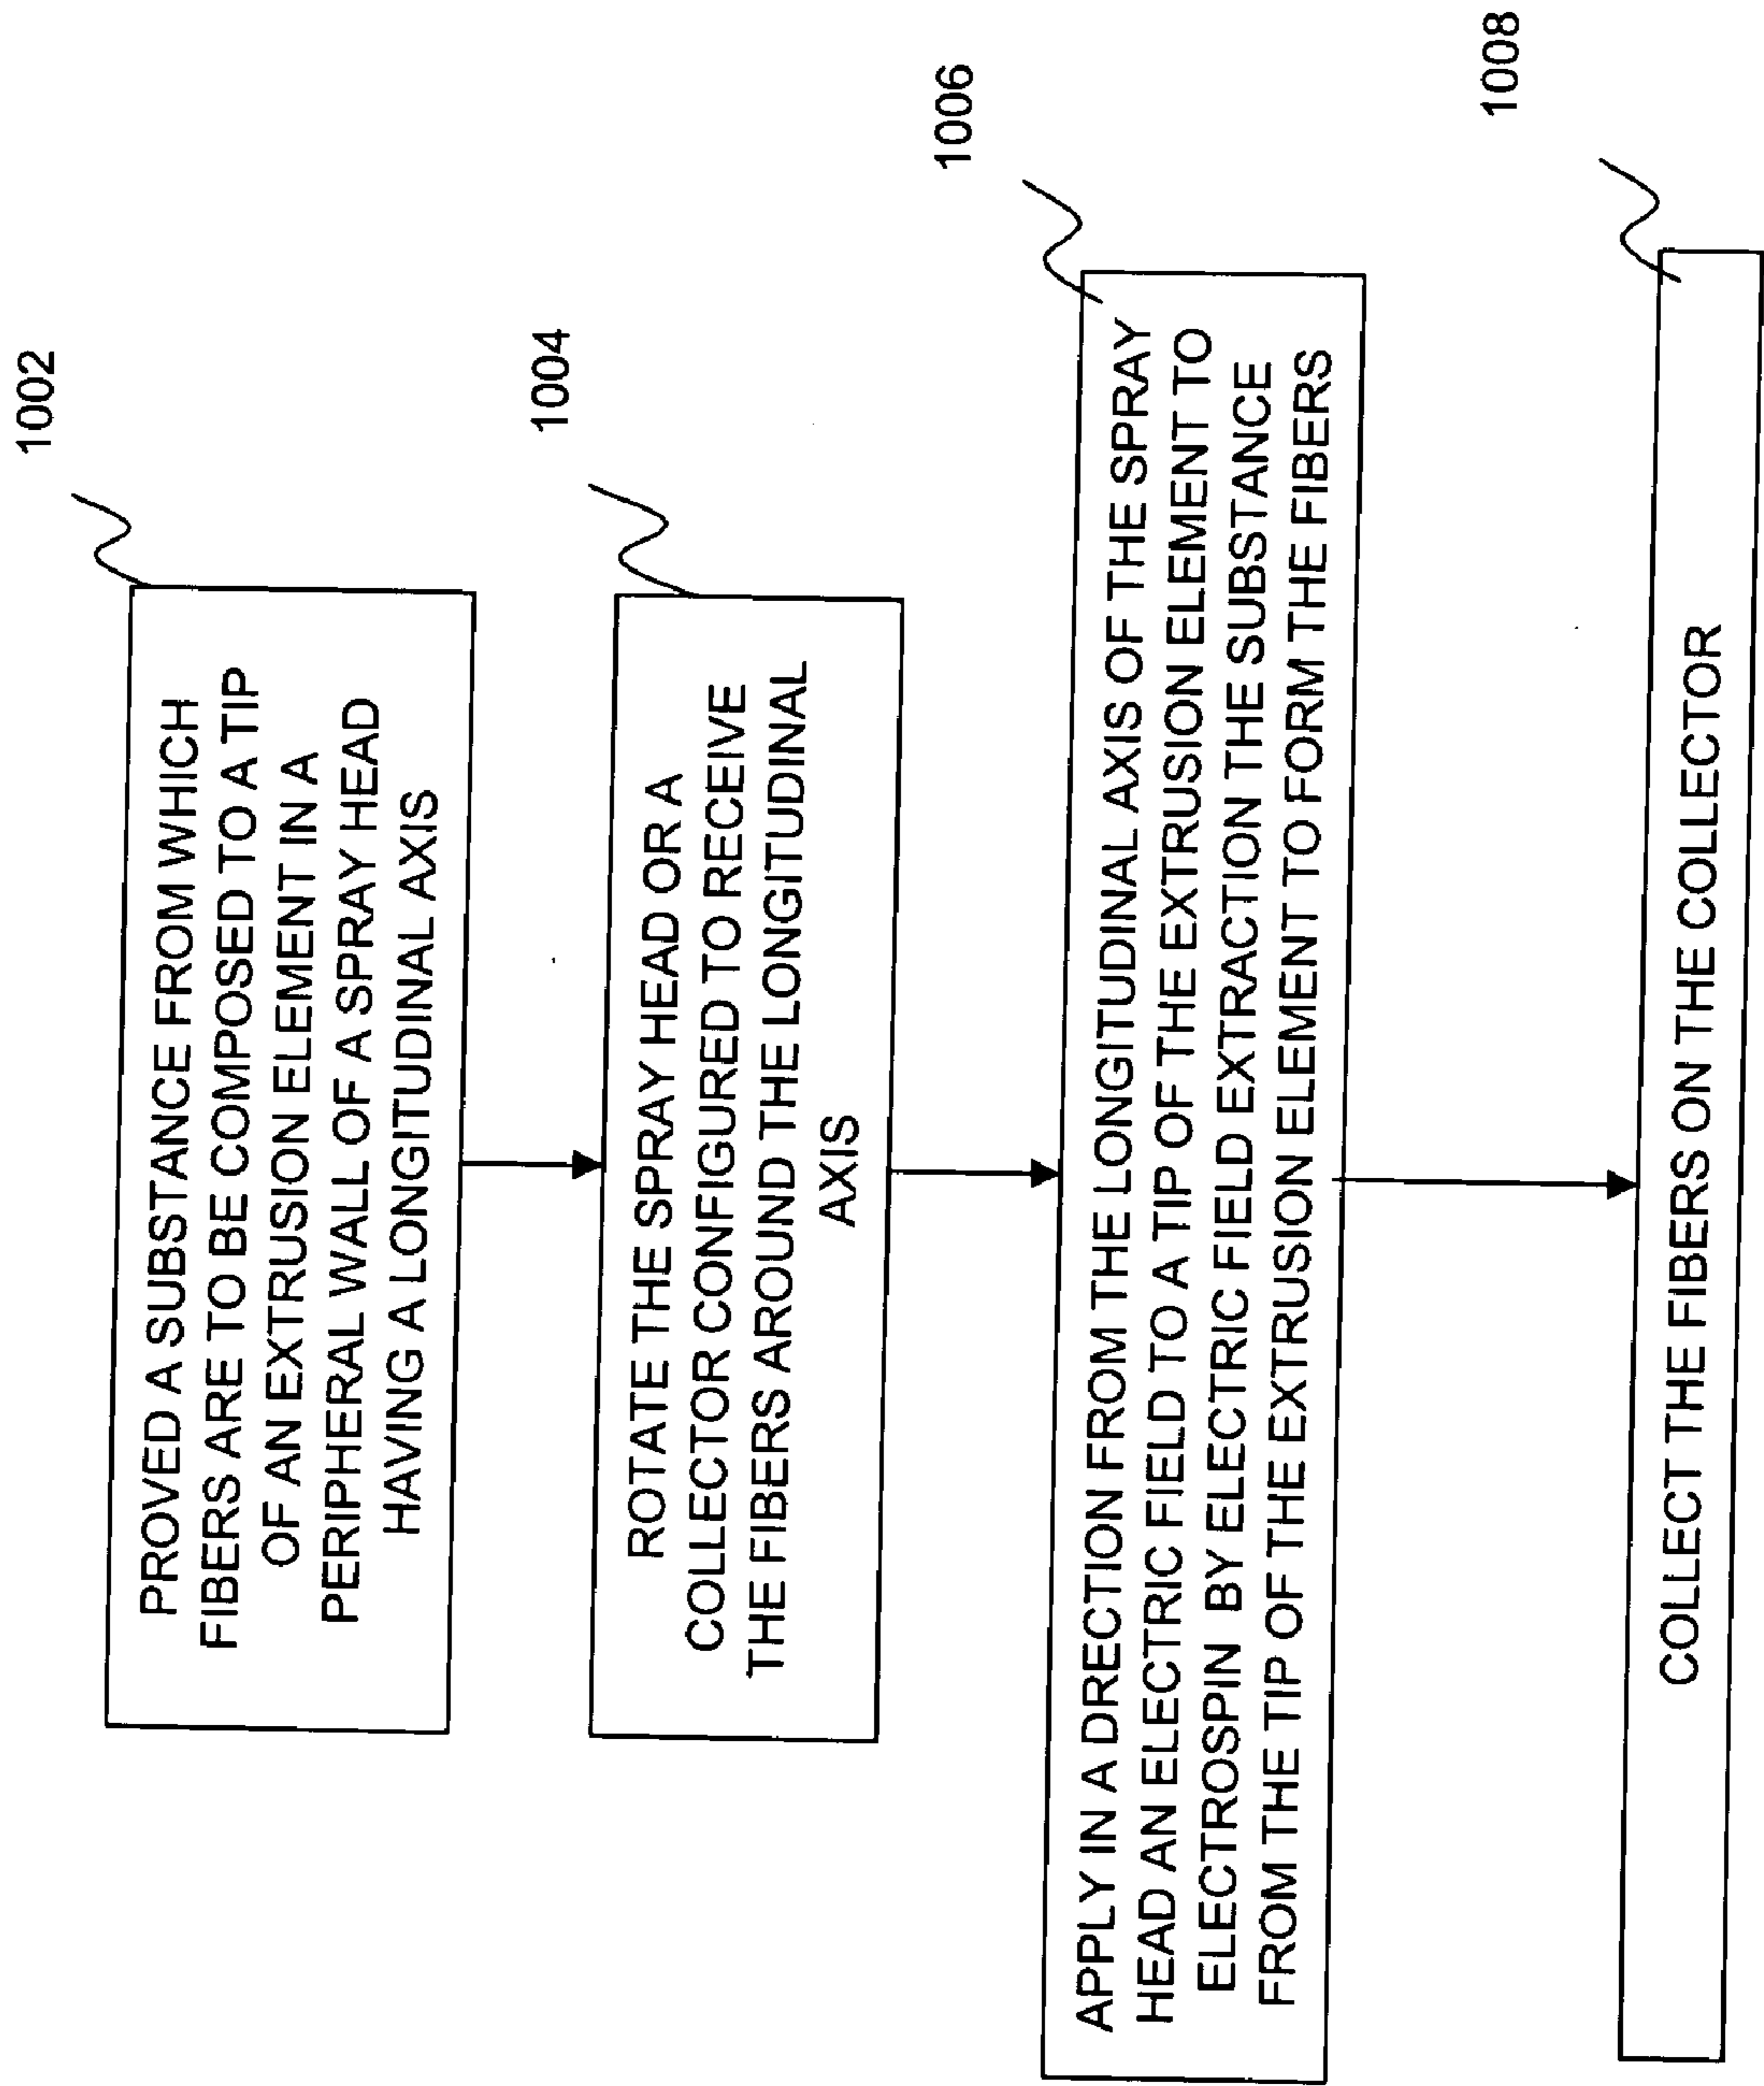 1002
PROVED A SUBSTANCE FROM WHICH
FIBERS ARE TO BE COMPOSED TO A TIP
OF AN EXTRUSION ELEMENT IN A
PERIPHERAL WALL OF A SPRAY HEAD
HAVING A LONGITUDINAL AXIS
1004
ROTATE THE SPRAY HEAD OR A
COLLECTOR CONFIGURED TO RECEIVE
THE FIBERS AROUND THE LONGITUDINAL
AXIS
1006
APPLY IN A DRECTION FROM THE LONGITUDINAL AXIS OF THE SPRAY
HEAD AN ELECTRIC FIELD TO A TIP OF THE EXTRUSION ELEMENT TO
ELECTROSPIN BY ELECTRIC FIELD EXTRACTION THE SUBSTANCE
FROM THE TIP OF THE EXTRUSION ELEMENT TO FORM THE FIBERS
1008
COLLECT THE FIBERS ON THE COLLECTOR